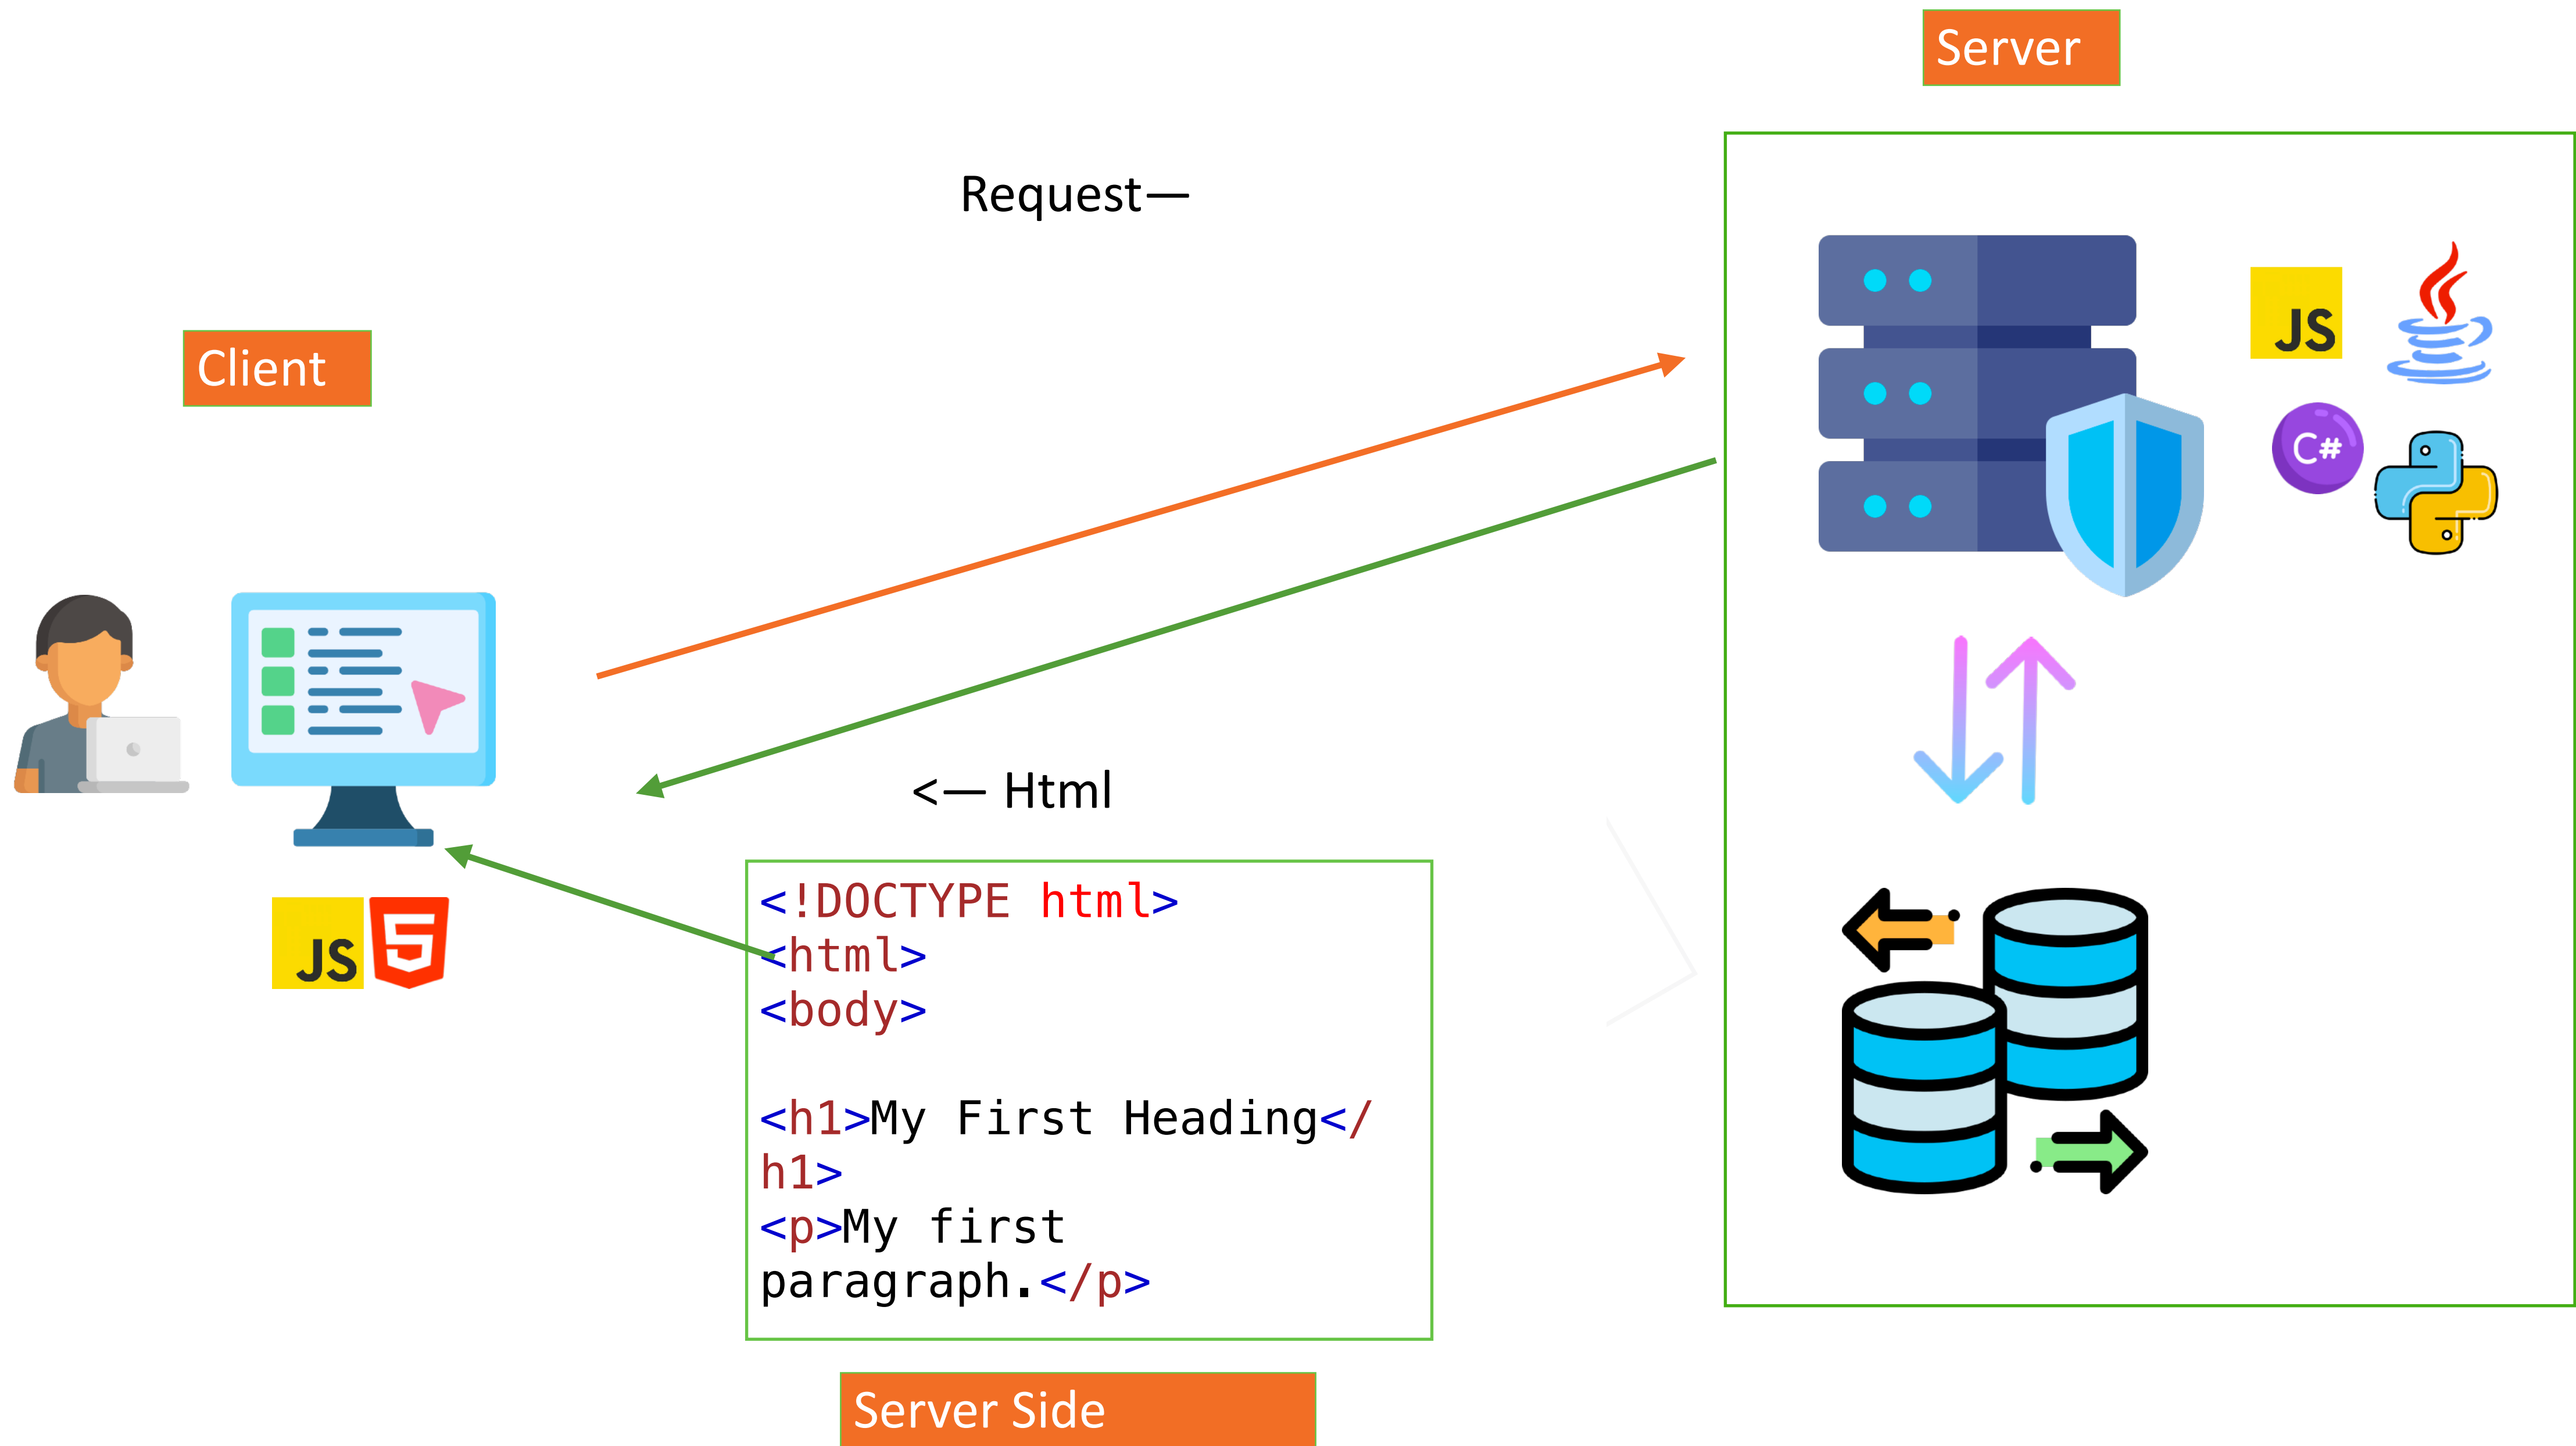 Server
Request—
Client
JS
C#
<— Html
JS
<!DOCTYPE html>
<html>
<body>
<h1>My First Heading</
h1>
<p>My first
paragraph.</p>
Server Side